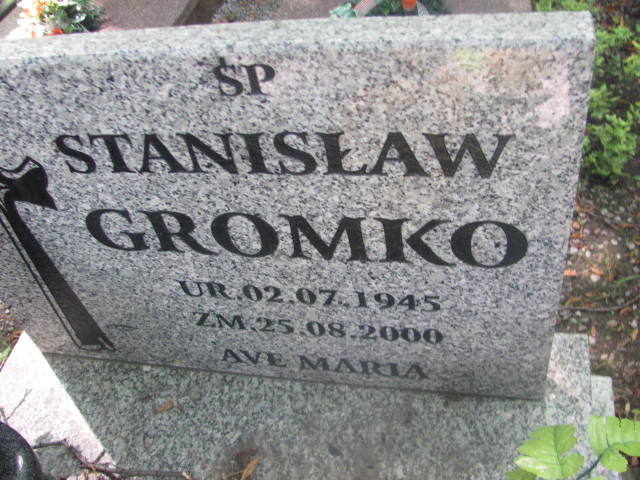 ŚP
STANISŁAW
GROMKO
UR.02.07.1945
ZM.25.08.2000
AVE MARIA